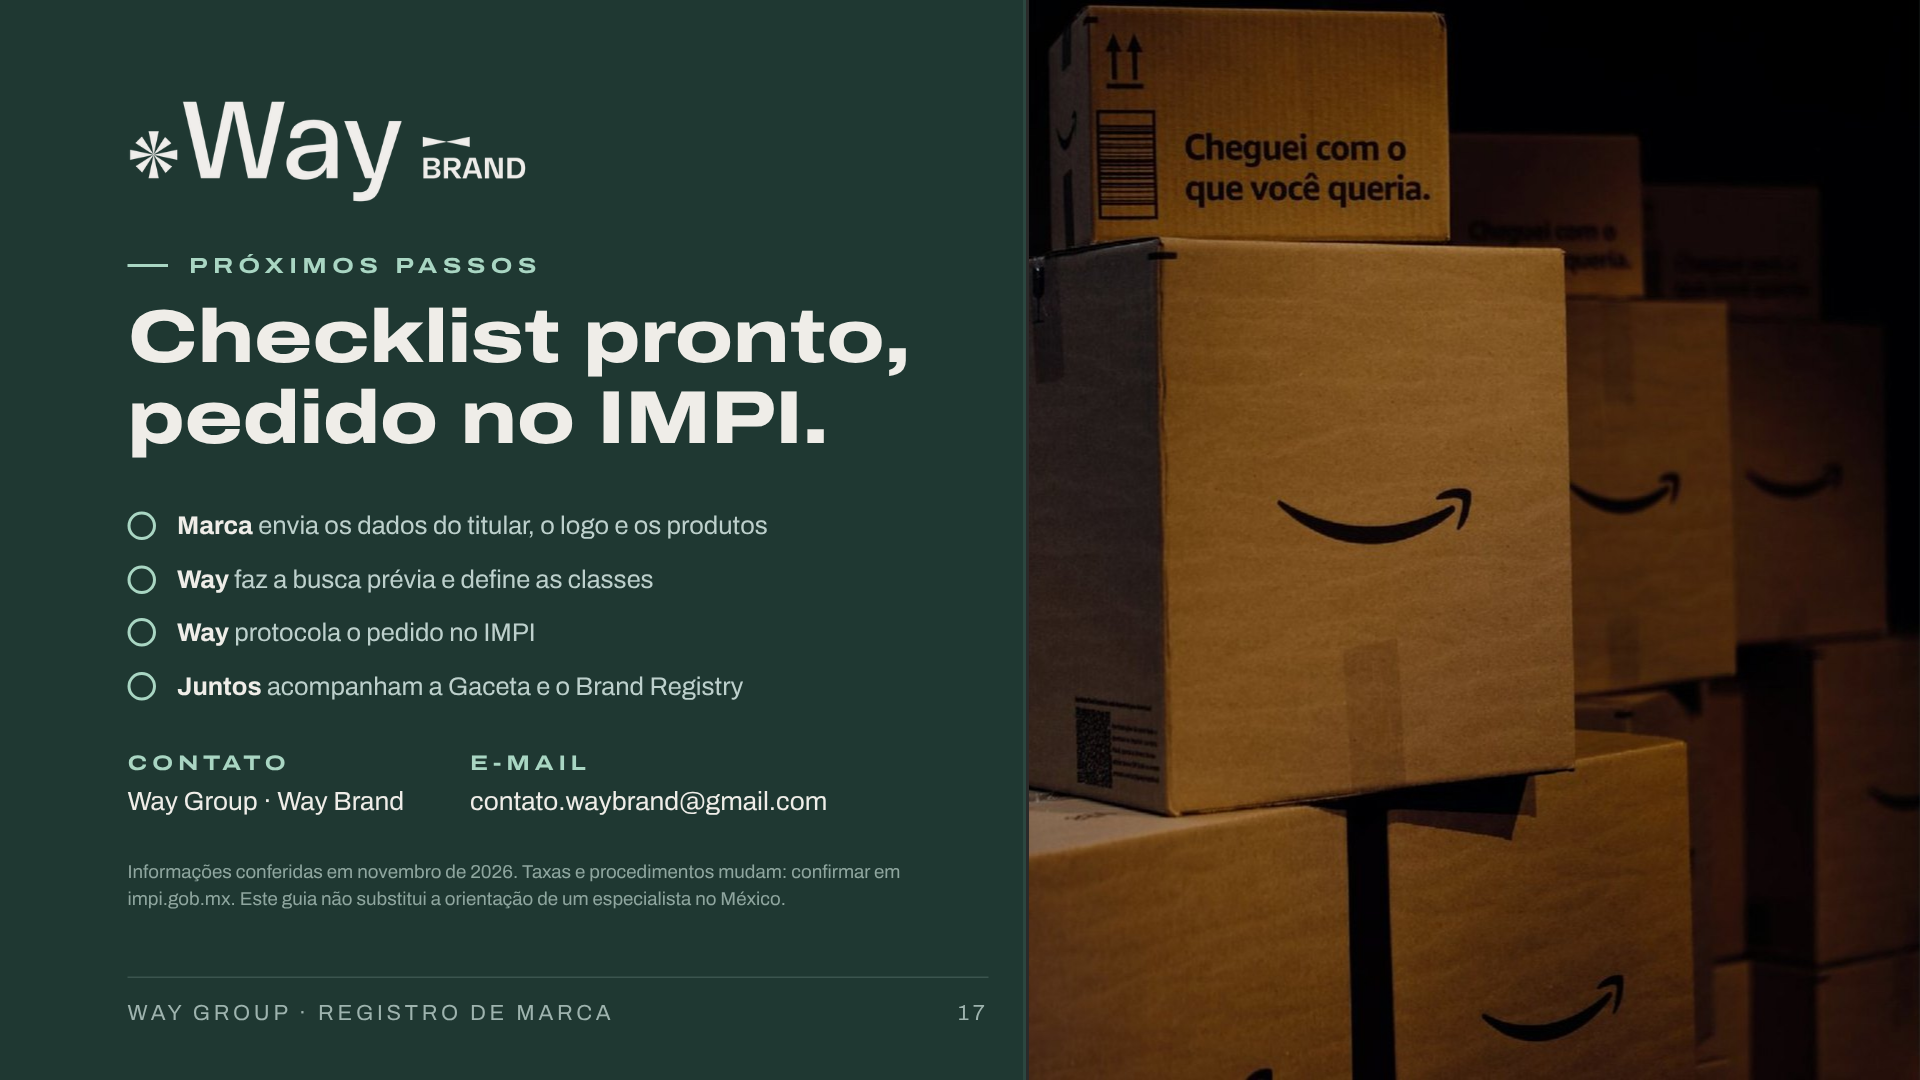 Way BRAND
PRÓXIMOS PASSOS
Checklist pronto,
pedido no IMPI.
Marca envia os dados do titular, o logo e os produtos
Way faz a busca prévia e define as classes
Way protocola o pedido no IMPI
Juntos acompanham a Gaceta e o Brand Registry
CONTATO
Way Group · Way Brand
E-MAIL
contato.waybrand@gmail.com
Informações conferidas em novembro de 2026. Taxas e procedimentos mudam: confirmar em
impi.gob.mx. Este guia não substitui a orientação de um especialista no México.
WAY GROUP · REGISTRO DE MARCA
17
Cheguei com o
que você queria.
Cheguei com o
queria.